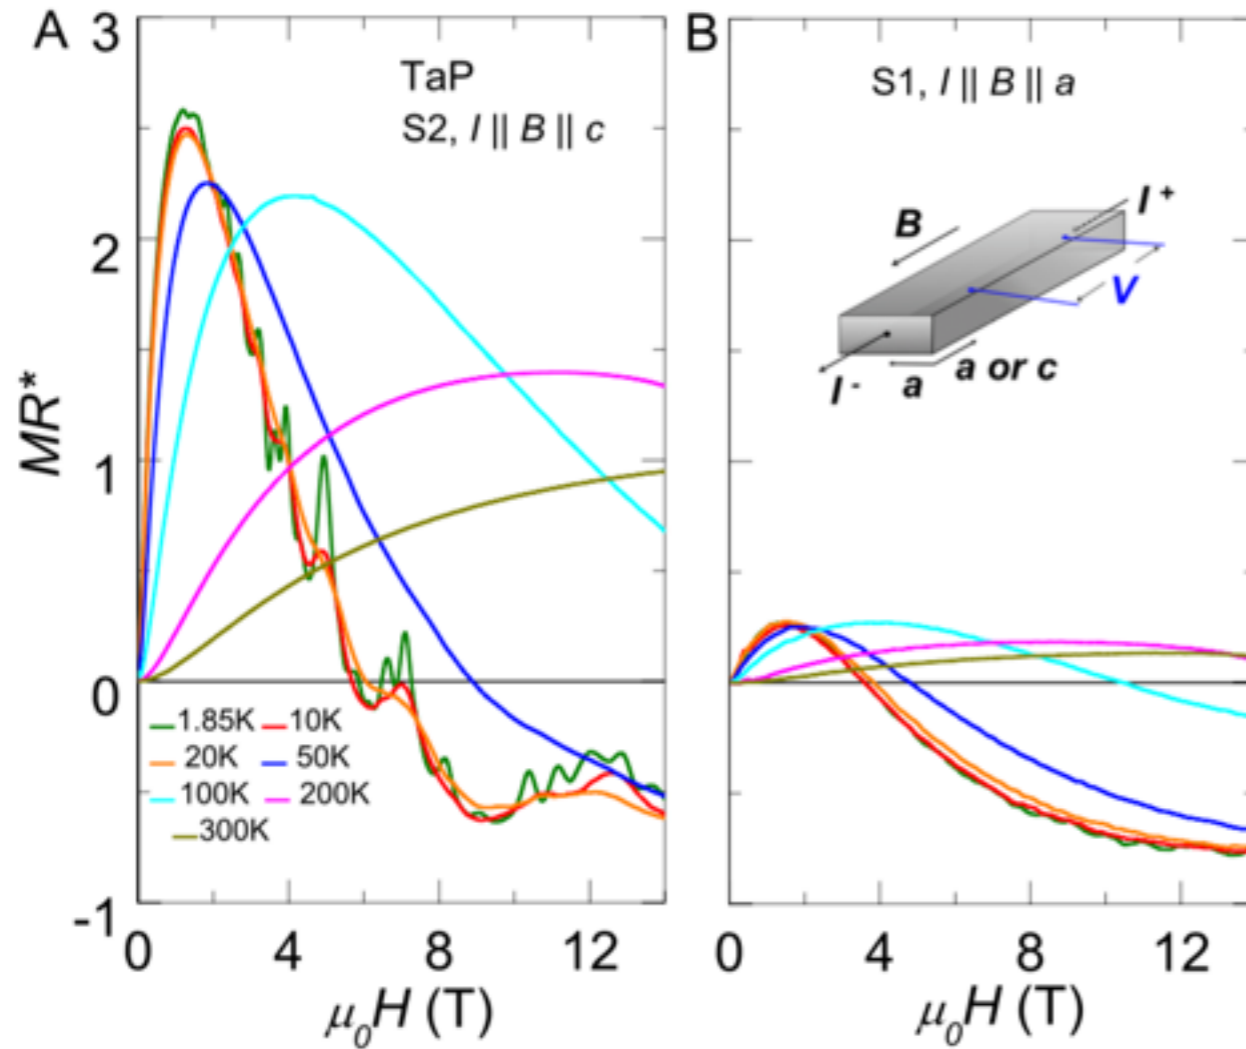 A
3
2
1
0
-1
MR*
TaP
S2, I || B || c
1.85K 10K
20K 50K
100K 200K
300K
0 4 8 12
μ₀H (T)
B
S1, I || B || a
B
I +
V
I -
a
a or c
0 4 8 12
μ₀H (T)